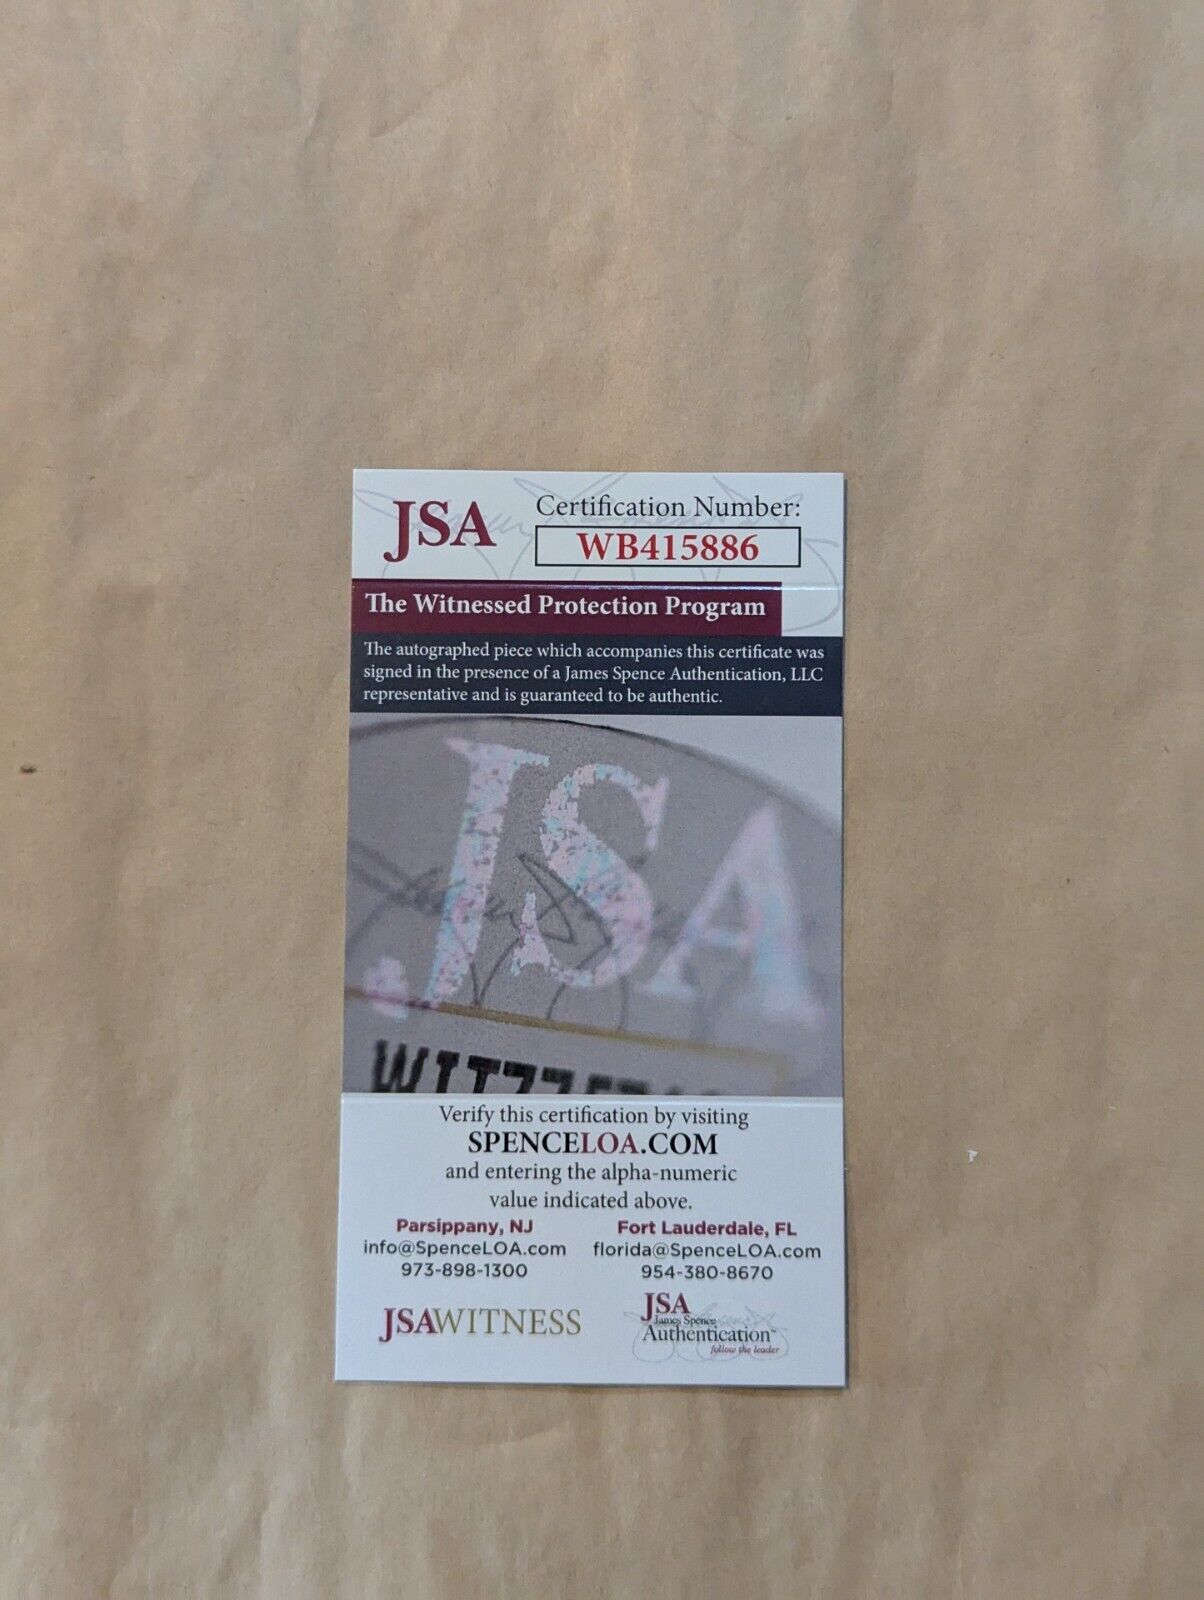 JSA
Certification Number:
WB415886
The Witnessed Protection Program
The autographed piece which accompanies this certificate was
signed in the presence of a James Spence Authentication, LLC
representative and is guaranteed to be authentic.
JSA
Verify this certification by visiting
SPENCELOA.COM
and entering the alpha-numeric
value indicated above.
Parsippany, NJ
info@SpenceLOA.com
973-898-1300
Fort Lauderdale, FL
florida@SpenceLOA.com
954-380-8670
JSAWITNESS
JSA
James Spence
Authentication™
follow the leader